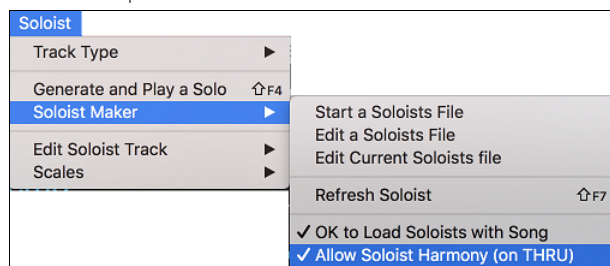 Soloist
Track Type ▶
Generate and Play a Solo ⇧F4
Soloist Maker ▶
Edit Soloist Track ▶
Scales ▶
Start a Soloists File
Edit a Soloists File
Edit Current Soloists file
Refresh Soloist ⇧F7
✓ OK to Load Soloists with Song
✓ Allow Soloist Harmony (on THRU)